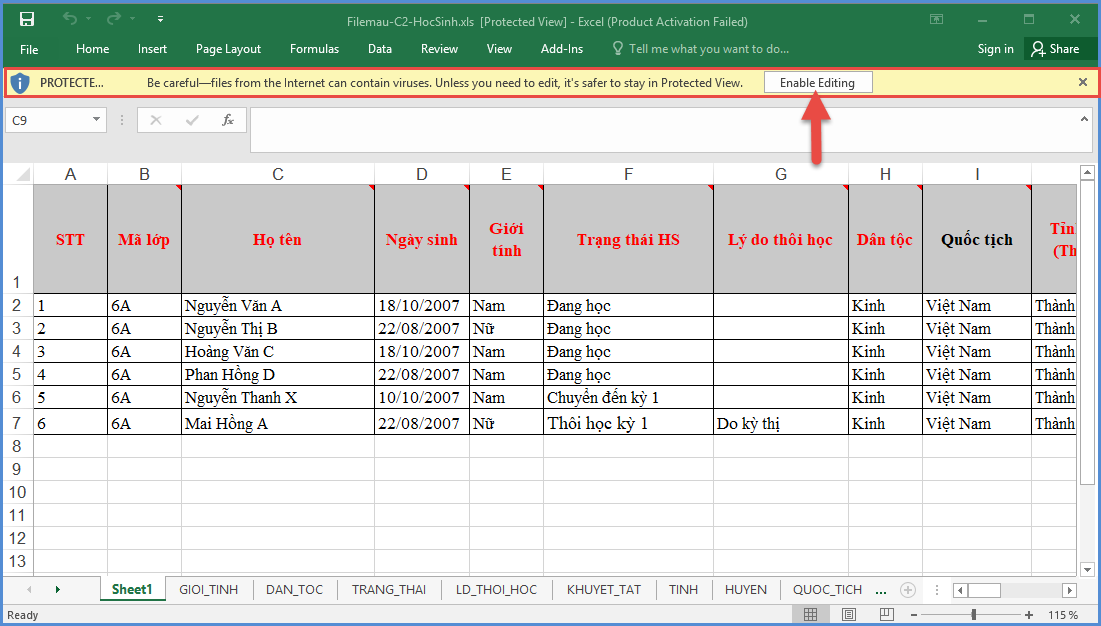 Filemau-C2-HocSinh.xls [Protected View] - Excel (Product Activation Failed)
File Home Insert Page Layout Formulas Data Review View Add-Ins Tell me what you want to do... Sign in Share
PROTECTE... Be careful—files from the Internet can contain viruses. Unless you need to edit, it's safer to stay in Protected View. Enable Editing
C9 fx
A B C D E F G H I
1 STT Mã lớp Họ tên Ngày sinh Giới tính Trạng thái HS Lý do thôi học Dân tộc Quốc tịch
2 1 6A Nguyễn Văn A 18/10/2007 Nam Đang học Kinh Việt Nam Thành
3 2 6A Nguyễn Thị B 22/08/2007 Nữ Đang học Kinh Việt Nam Thành
4 3 6A Hoàng Văn C 18/10/2007 Nam Đang học Kinh Việt Nam Thành
5 4 6A Phan Hồng D 22/08/2007 Nam Đang học Kinh Việt Nam Thành
6 5 6A Nguyễn Thanh X 10/10/2007 Nam Chuyển đến kỳ 1 Kinh Việt Nam Thành
7 6 6A Mai Hồng A 22/08/2007 Nữ Thôi học kỳ 1 Do kỳ thị Kinh Việt Nam Thành
8
9
10
11
12
13
Sheet1 GIOI_TINH DAN_TOC TRANG_THAI LD_THOI_HOC KHUYET_TAT TINH HUYEN QUOC_TICH ...
Ready 115 %